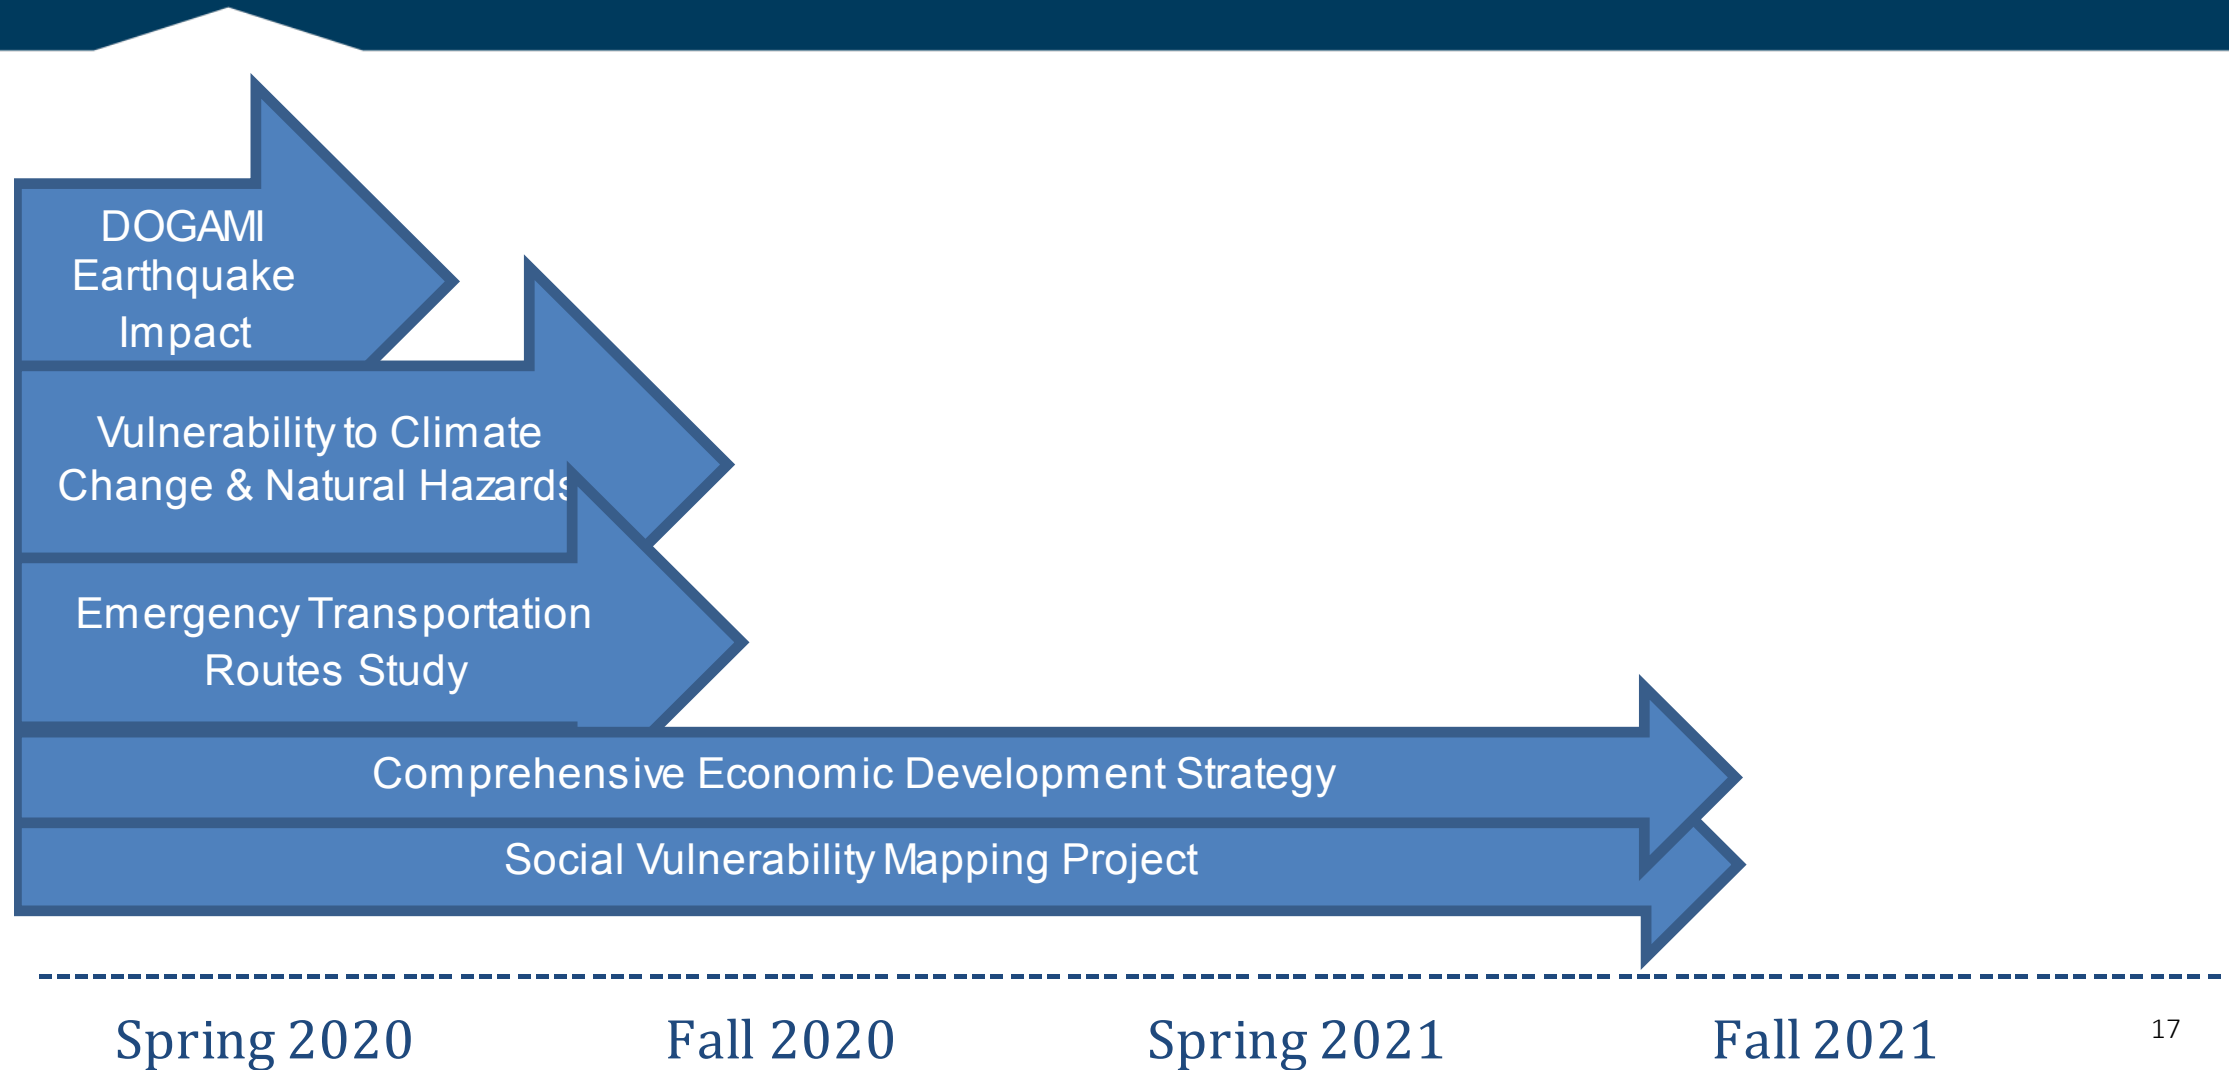 DOGAMI
Earthquake
Impact
Vulnerability to Climate
Change & Natural Hazards
Emergency Transportation
Routes Study
Comprehensive Economic Development Strategy
Social Vulnerability Mapping Project
Spring 2020
Fall 2020
Spring 2021
Fall 2021
17